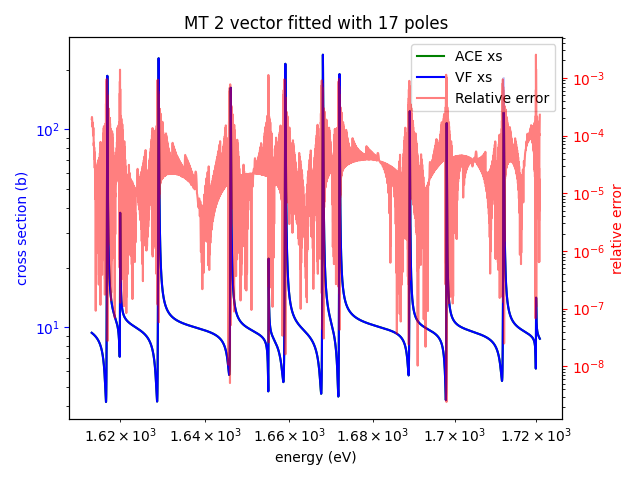 MT 2 vector fitted with 17 poles
ACE xs
VF xs
Relative error
cross section (b)
10²
10¹
relative error
10⁻³
10⁻⁴
10⁻⁵
10⁻⁶
10⁻⁷
10⁻⁸
1.62 × 10³ 1.64 × 10³ 1.66 × 10³ 1.68 × 10³ 1.7 × 10³ 1.72 × 10³
energy (eV)